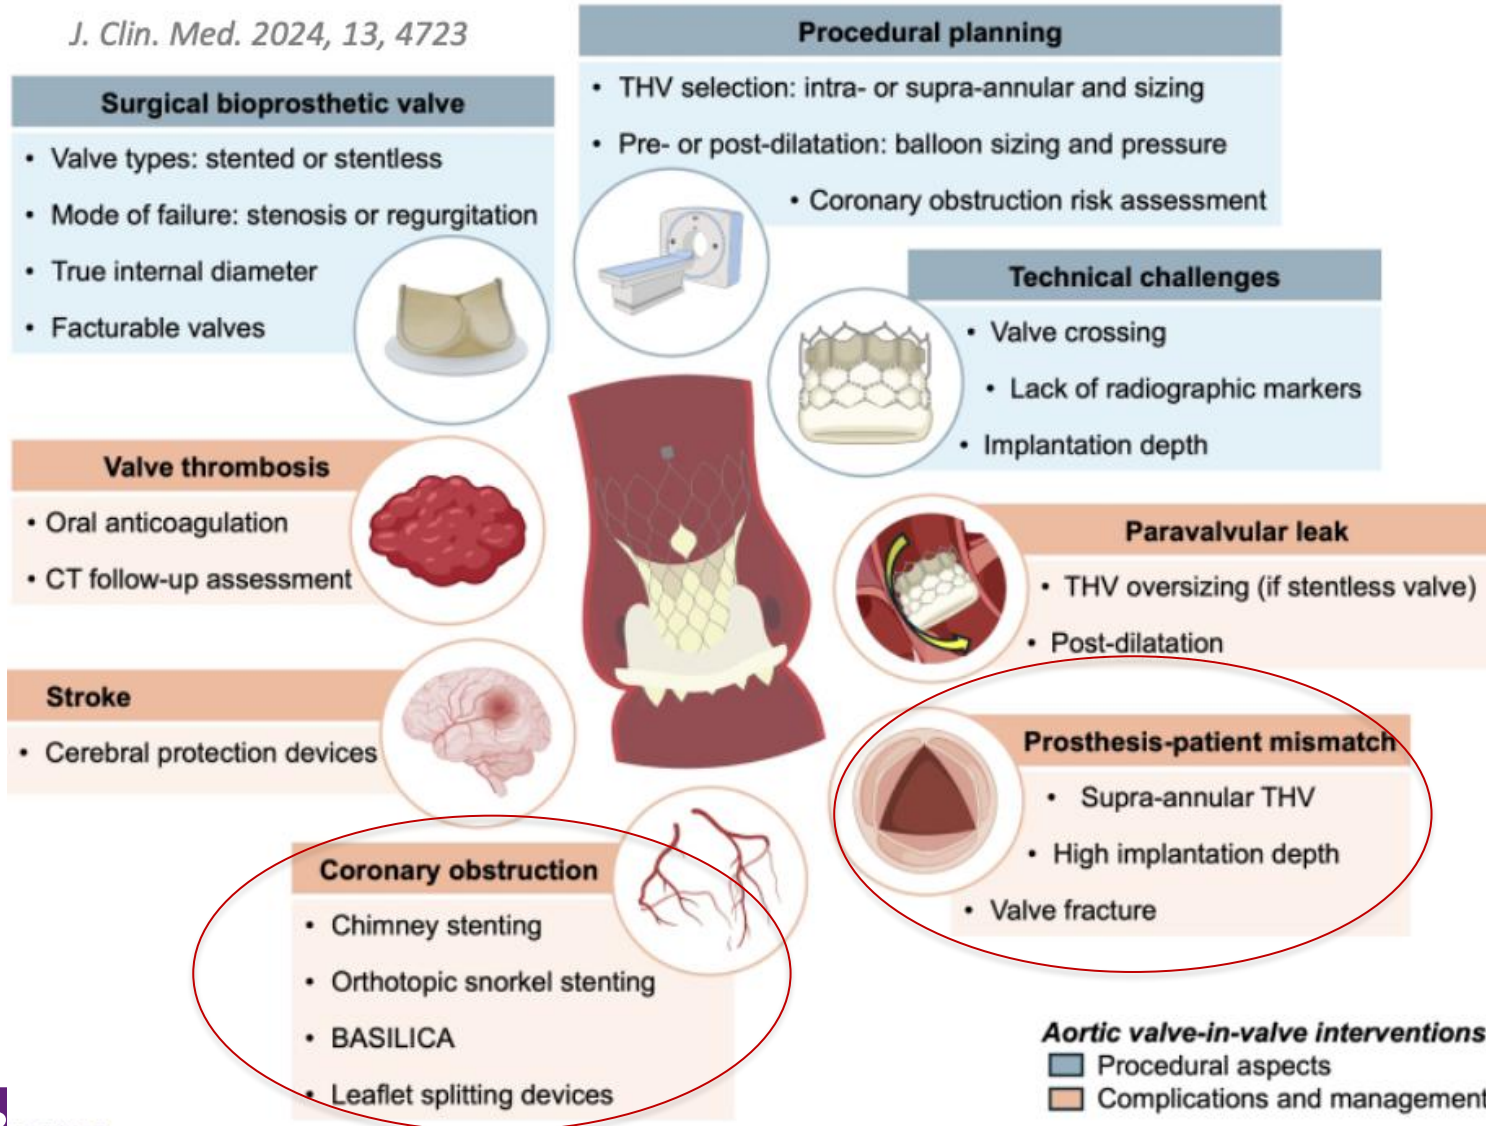 J. Clin. Med. 2024, 13, 4723
Surgical bioprosthetic valve
• Valve types: stented or stentless
• Mode of failure: stenosis or regurgitation
• True internal diameter
• Facturable valves
Procedural planning
• THV selection: intra- or supra-annular and sizing
• Pre- or post-dilatation: balloon sizing and pressure
• Coronary obstruction risk assessment
Technical challenges
• Valve crossing
• Lack of radiographic markers
• Implantation depth
Valve thrombosis
• Oral anticoagulation
• CT follow-up assessment
Paravalvular leak
• THV oversizing (if stentless valve)
• Post-dilatation
Stroke
• Cerebral protection devices
Prosthesis-patient mismatch
• Supra-annular THV
• High implantation depth
• Valve fracture
Coronary obstruction
• Chimney stenting
• Orthotopic snorkel stenting
• BASILICA
• Leaflet splitting devices
Aortic valve-in-valve interventions
Procedural aspects
Complications and management